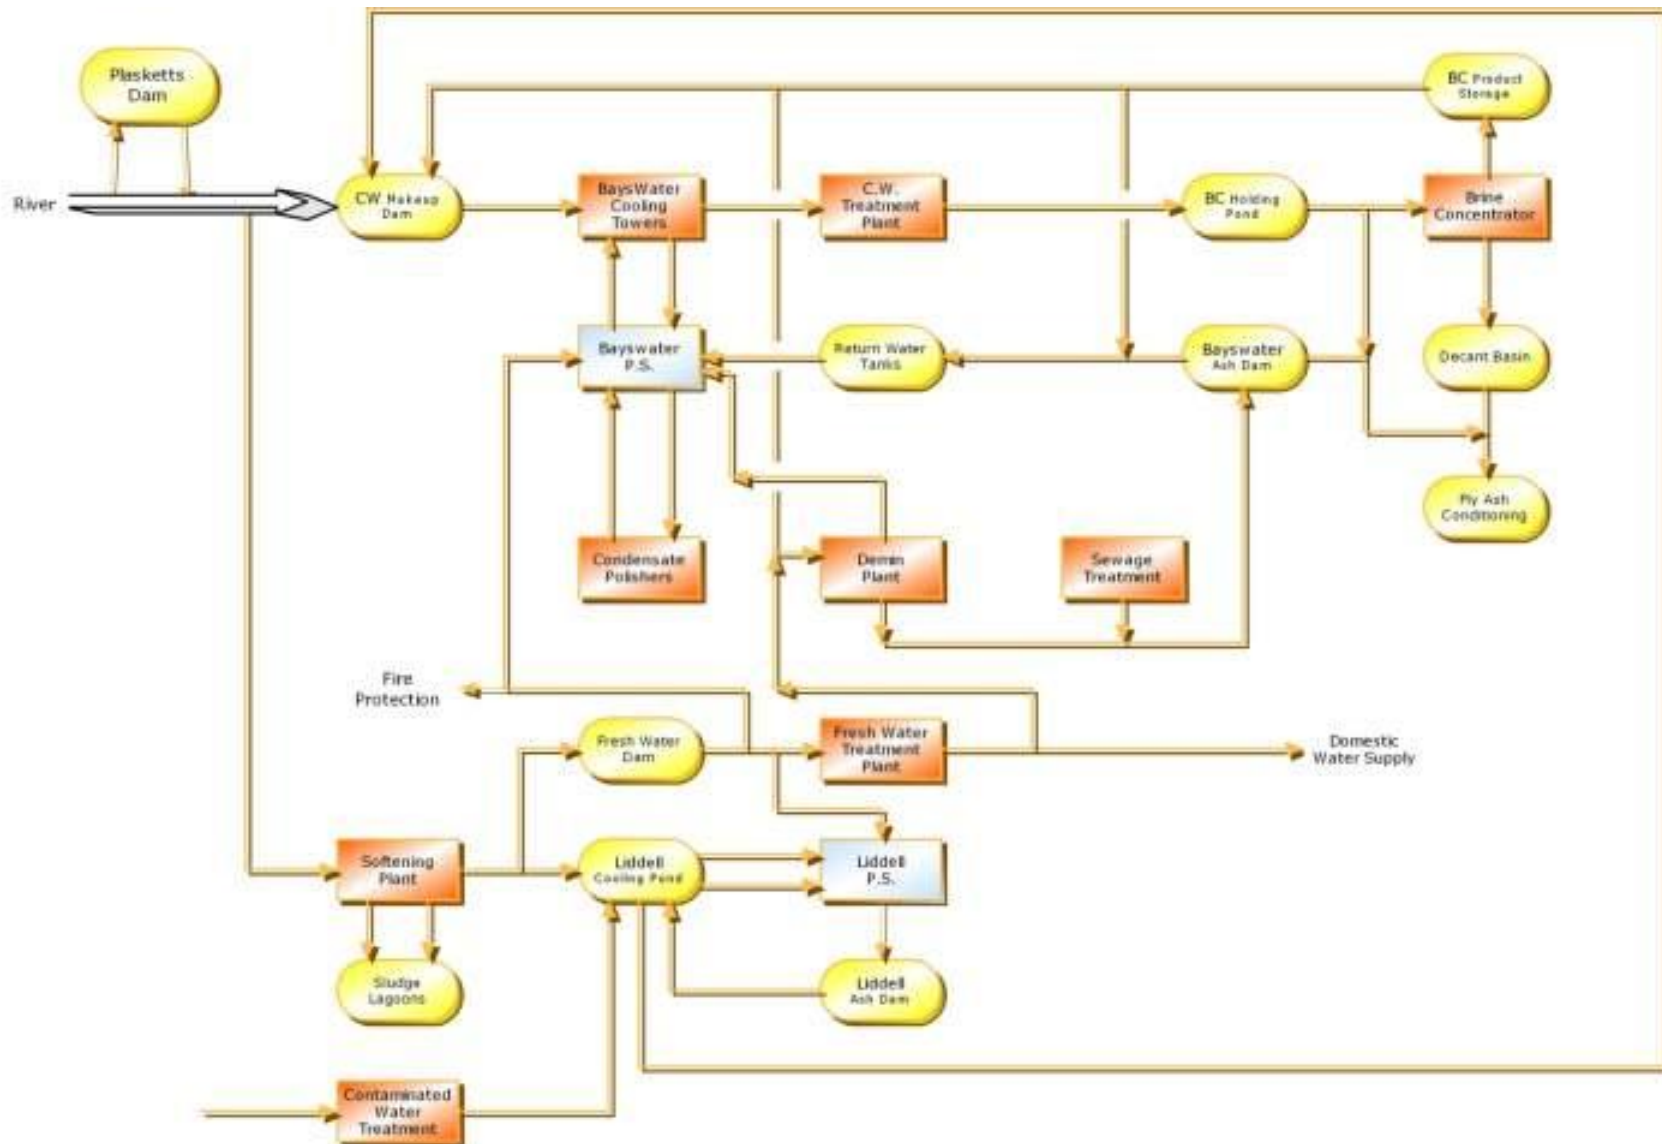 Plasketts
Dam
BC Product
Storage
River
CW Makeup
Dam
BaysWater
Cooling
Towers
C.W.
Treatment
Plant
BC Holding
Pond
Brine
Concentrator
Bayswater
P.S.
Return Water
Tanks
Bayswater
Ash Dam
Decant Basin
Fly Ash
Conditioning
Condensate
Polishers
Demin
Plant
Sewage
Treatment
Fire
Protection
Fresh Water
Dam
Fresh Water
Treatment
Plant
Domestic
Water Supply
Softening
Plant
Liddell
Cooling Pond
Liddell
P.S.
Sludge
Lagoons
Liddell
Ash Dam
Contaminated
Water
Treatment